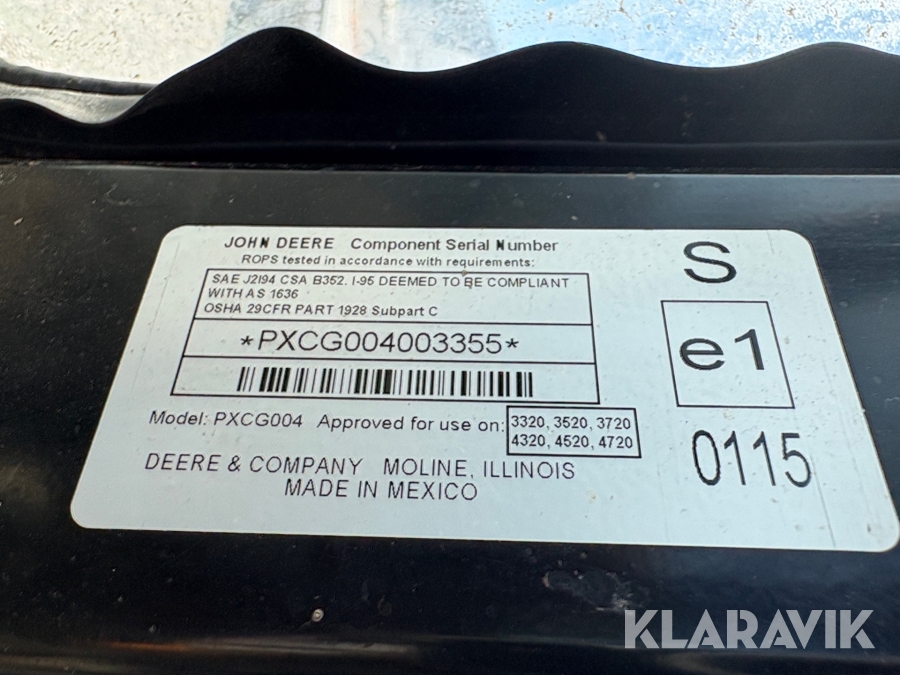 JOHN DEERE Component Serial Number
ROPS tested in accordance with requirements:
SAE J2I94 CSA B352. I-95 DEEMED TO BE COMPLIANT
WITH AS 1636
OSHA 29CFR PART 1928 Subpart C
*PXCG004003355*
Model: PXCG004 Approved for use on:
3320, 3520, 3720
4320, 4520, 4720
DEERE & COMPANY MOLINE, ILLINOIS
MADE IN MEXICO
S
e1
0115
KLARAVIK